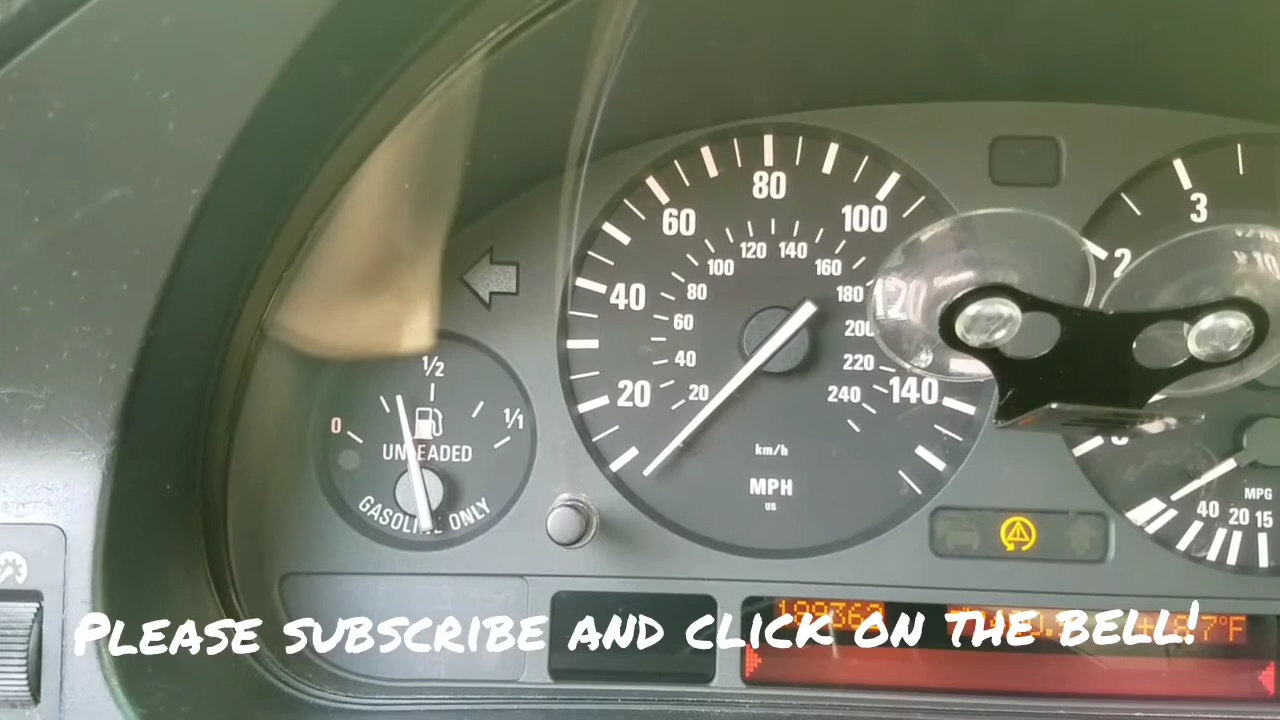 80
60
100
120 140
100
160
3
2
40
80
180
120
60
200
1/2
40
220
20
20
240
140
0
1/1
UNLEADED
km/h
MPH
US
GASOLINE ONLY
MPG
40 20 15
°F
PLEASE SUBSCRIBE AND CLICK ON THE BELL!